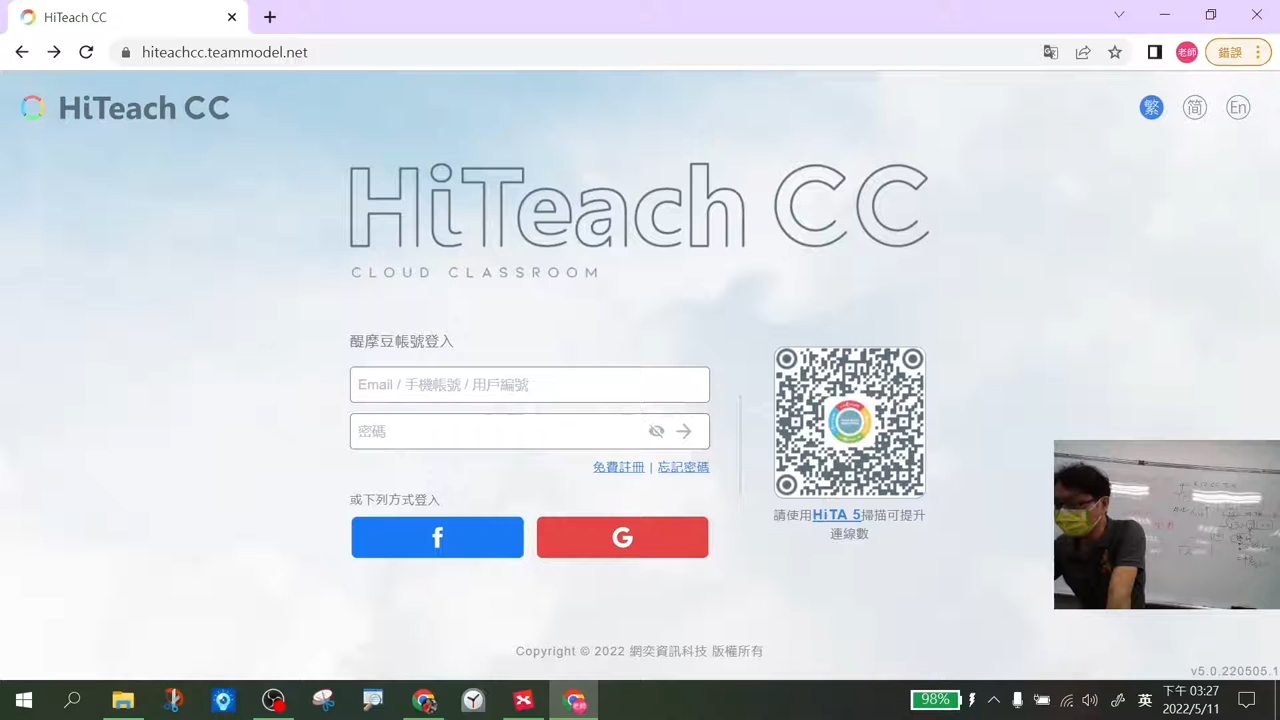 HiTeach CC
hiteachcc.teammodel.net
老師
錯誤
HiTeach CC
繁
简
En
HiTeach CC
CLOUD CLASSROOM
醍摩豆帳號登入
Email / 手機帳號 / 用戶編號
密碼
免費註冊 | 忘記密碼
或下列方式登入
f
G
請使用HiTA 5掃描可提升
連線數
Copyright © 2022 網奕資訊科技 版權所有
v5.0.220505.1
98%
英
下午 03:27
2022/5/11